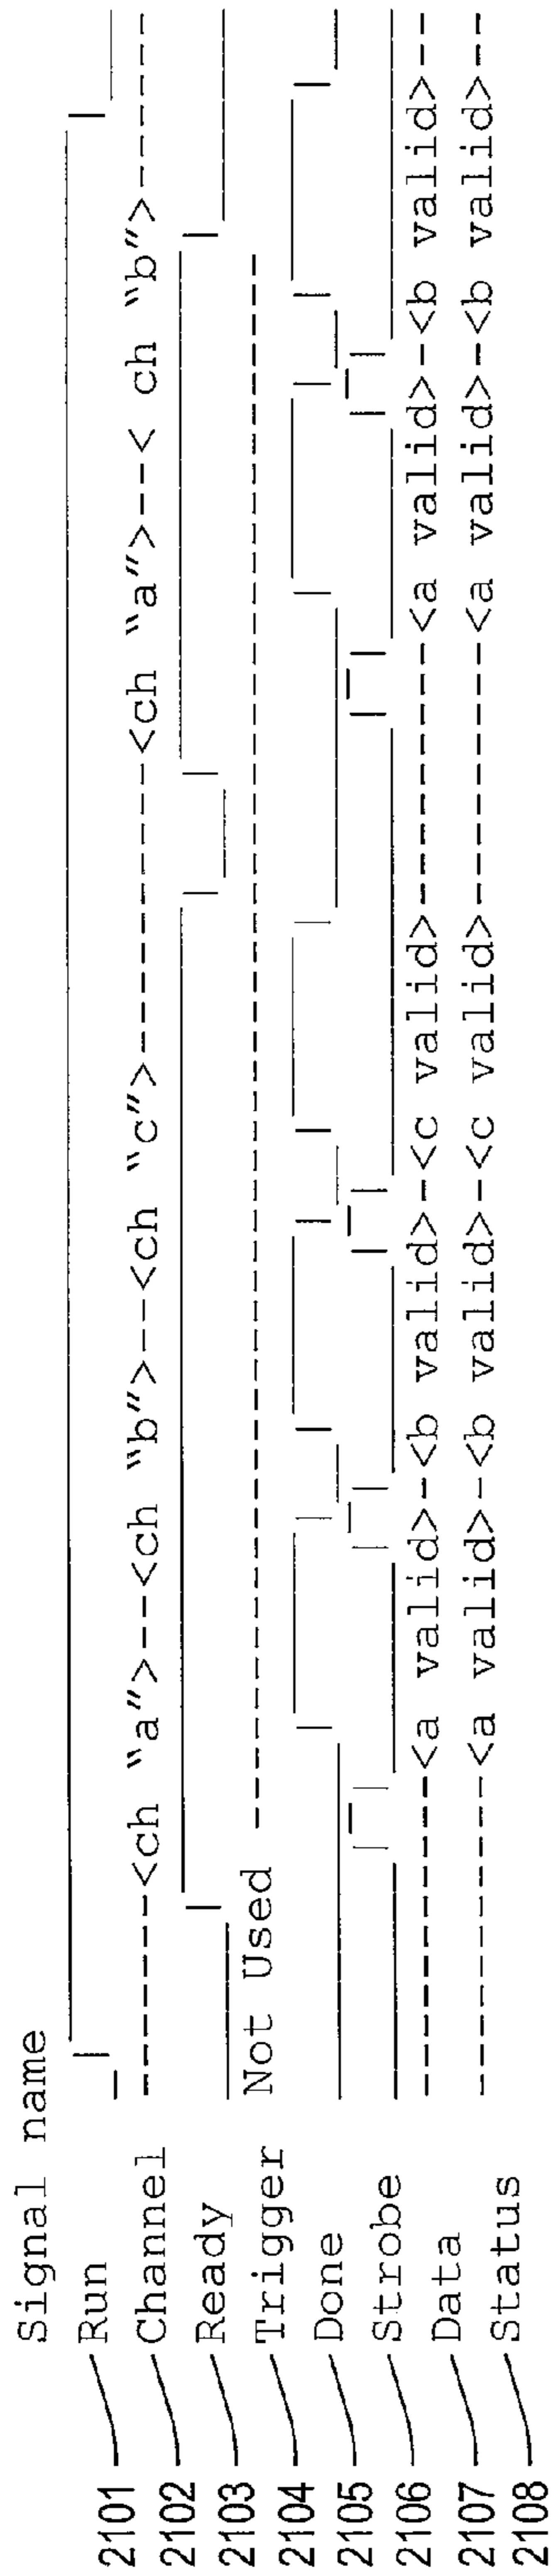 Signal name
2101 Run
2102 Channel <ch "a"> <ch "b"> <ch "c"> <ch "a"> < ch "b">
2103 Ready
2104 Trigger Not Used
2105 Done
2106 Strobe
2107 Data <a valid> <b valid> <c valid> <a valid> <b valid>
2108 Status <a valid> <b valid> <c valid> <a valid> <b valid>